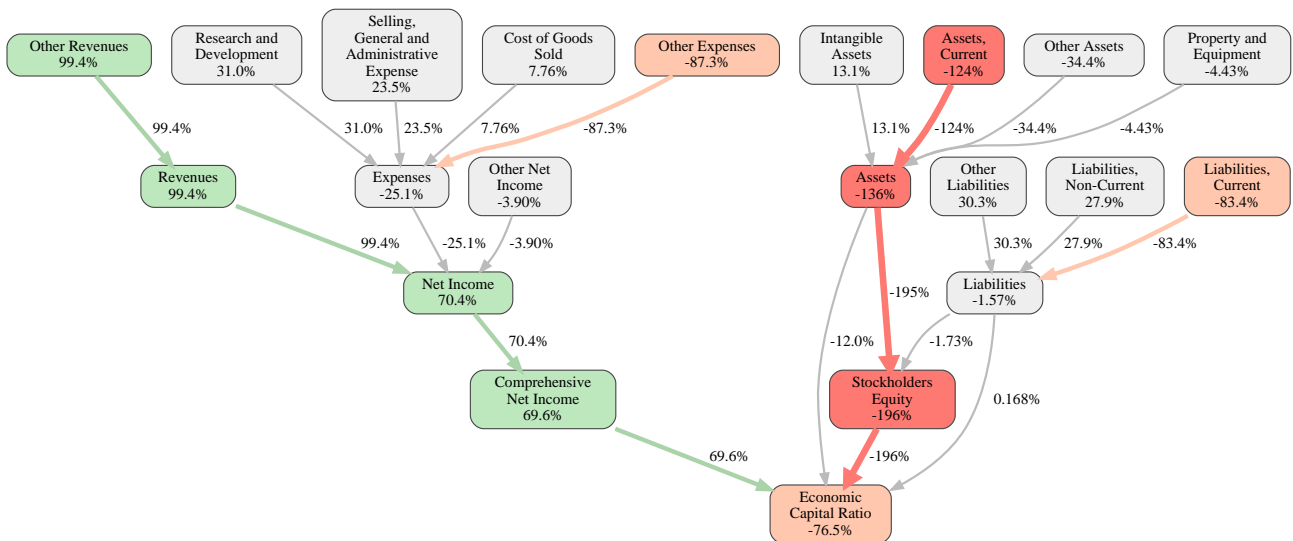 Other Revenues
99.4%
Research and
Development
31.0%
Selling,
General and
Administrative
Expense
23.5%
Cost of Goods
Sold
7.76%
Other Expenses
-87.3%
Intangible
Assets
13.1%
Assets,
Current
-124%
Other Assets
-34.4%
Property and
Equipment
-4.43%
99.4%
31.0%
23.5%
7.76%
-87.3%
13.1%
-124%
-34.4%
-4.43%
Revenues
99.4%
Expenses
-25.1%
Other Net
Income
-3.90%
Assets
-136%
Other
Liabilities
30.3%
Liabilities,
Non-Current
27.9%
Liabilities,
Current
-83.4%
99.4%
-25.1%
-3.90%
30.3%
27.9%
-83.4%
Net Income
70.4%
-195%
Liabilities
-1.57%
70.4%
-12.0%
-1.73%
Comprehensive
Net Income
69.6%
Stockholders
Equity
-196%
0.168%
69.6%
-196%
Economic
Capital Ratio
-76.5%